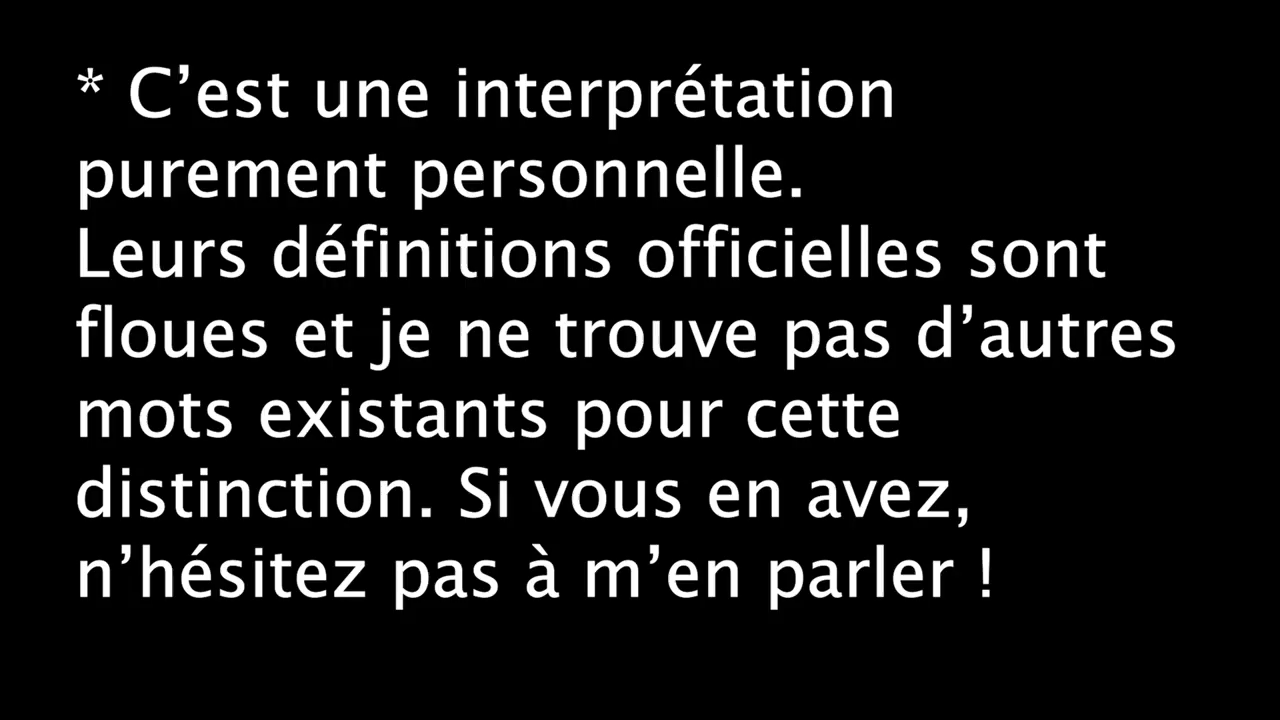 * C’est une interprétation
purement personnelle.
Leurs définitions officielles sont
floues et je ne trouve pas d’autres
mots existants pour cette
distinction. Si vous en avez,
n’hésitez pas à m’en parler !